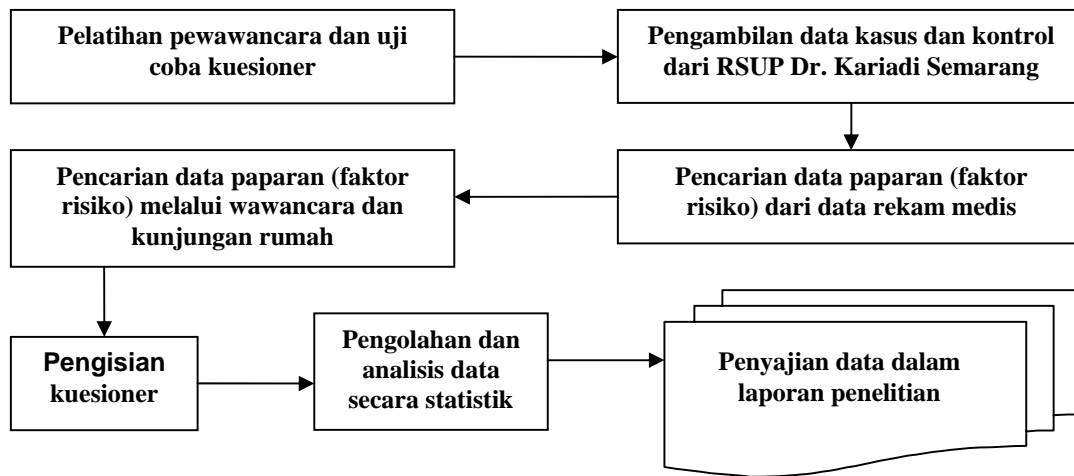 Pelatihan pewawancara dan uji
coba kuesioner
Pengambilan data kasus dan kontrol
dari RSUP Dr. Kariadi Semarang
Pencarian data paparan (faktor
risiko) dari data rekam medis
Pencarian data paparan (faktor
risiko) melalui wawancara dan
kunjungan rumah
Pengisian
kuesioner
Pengolahan dan
analisis data
secara statistik
Penyajian data dalam
laporan penelitian